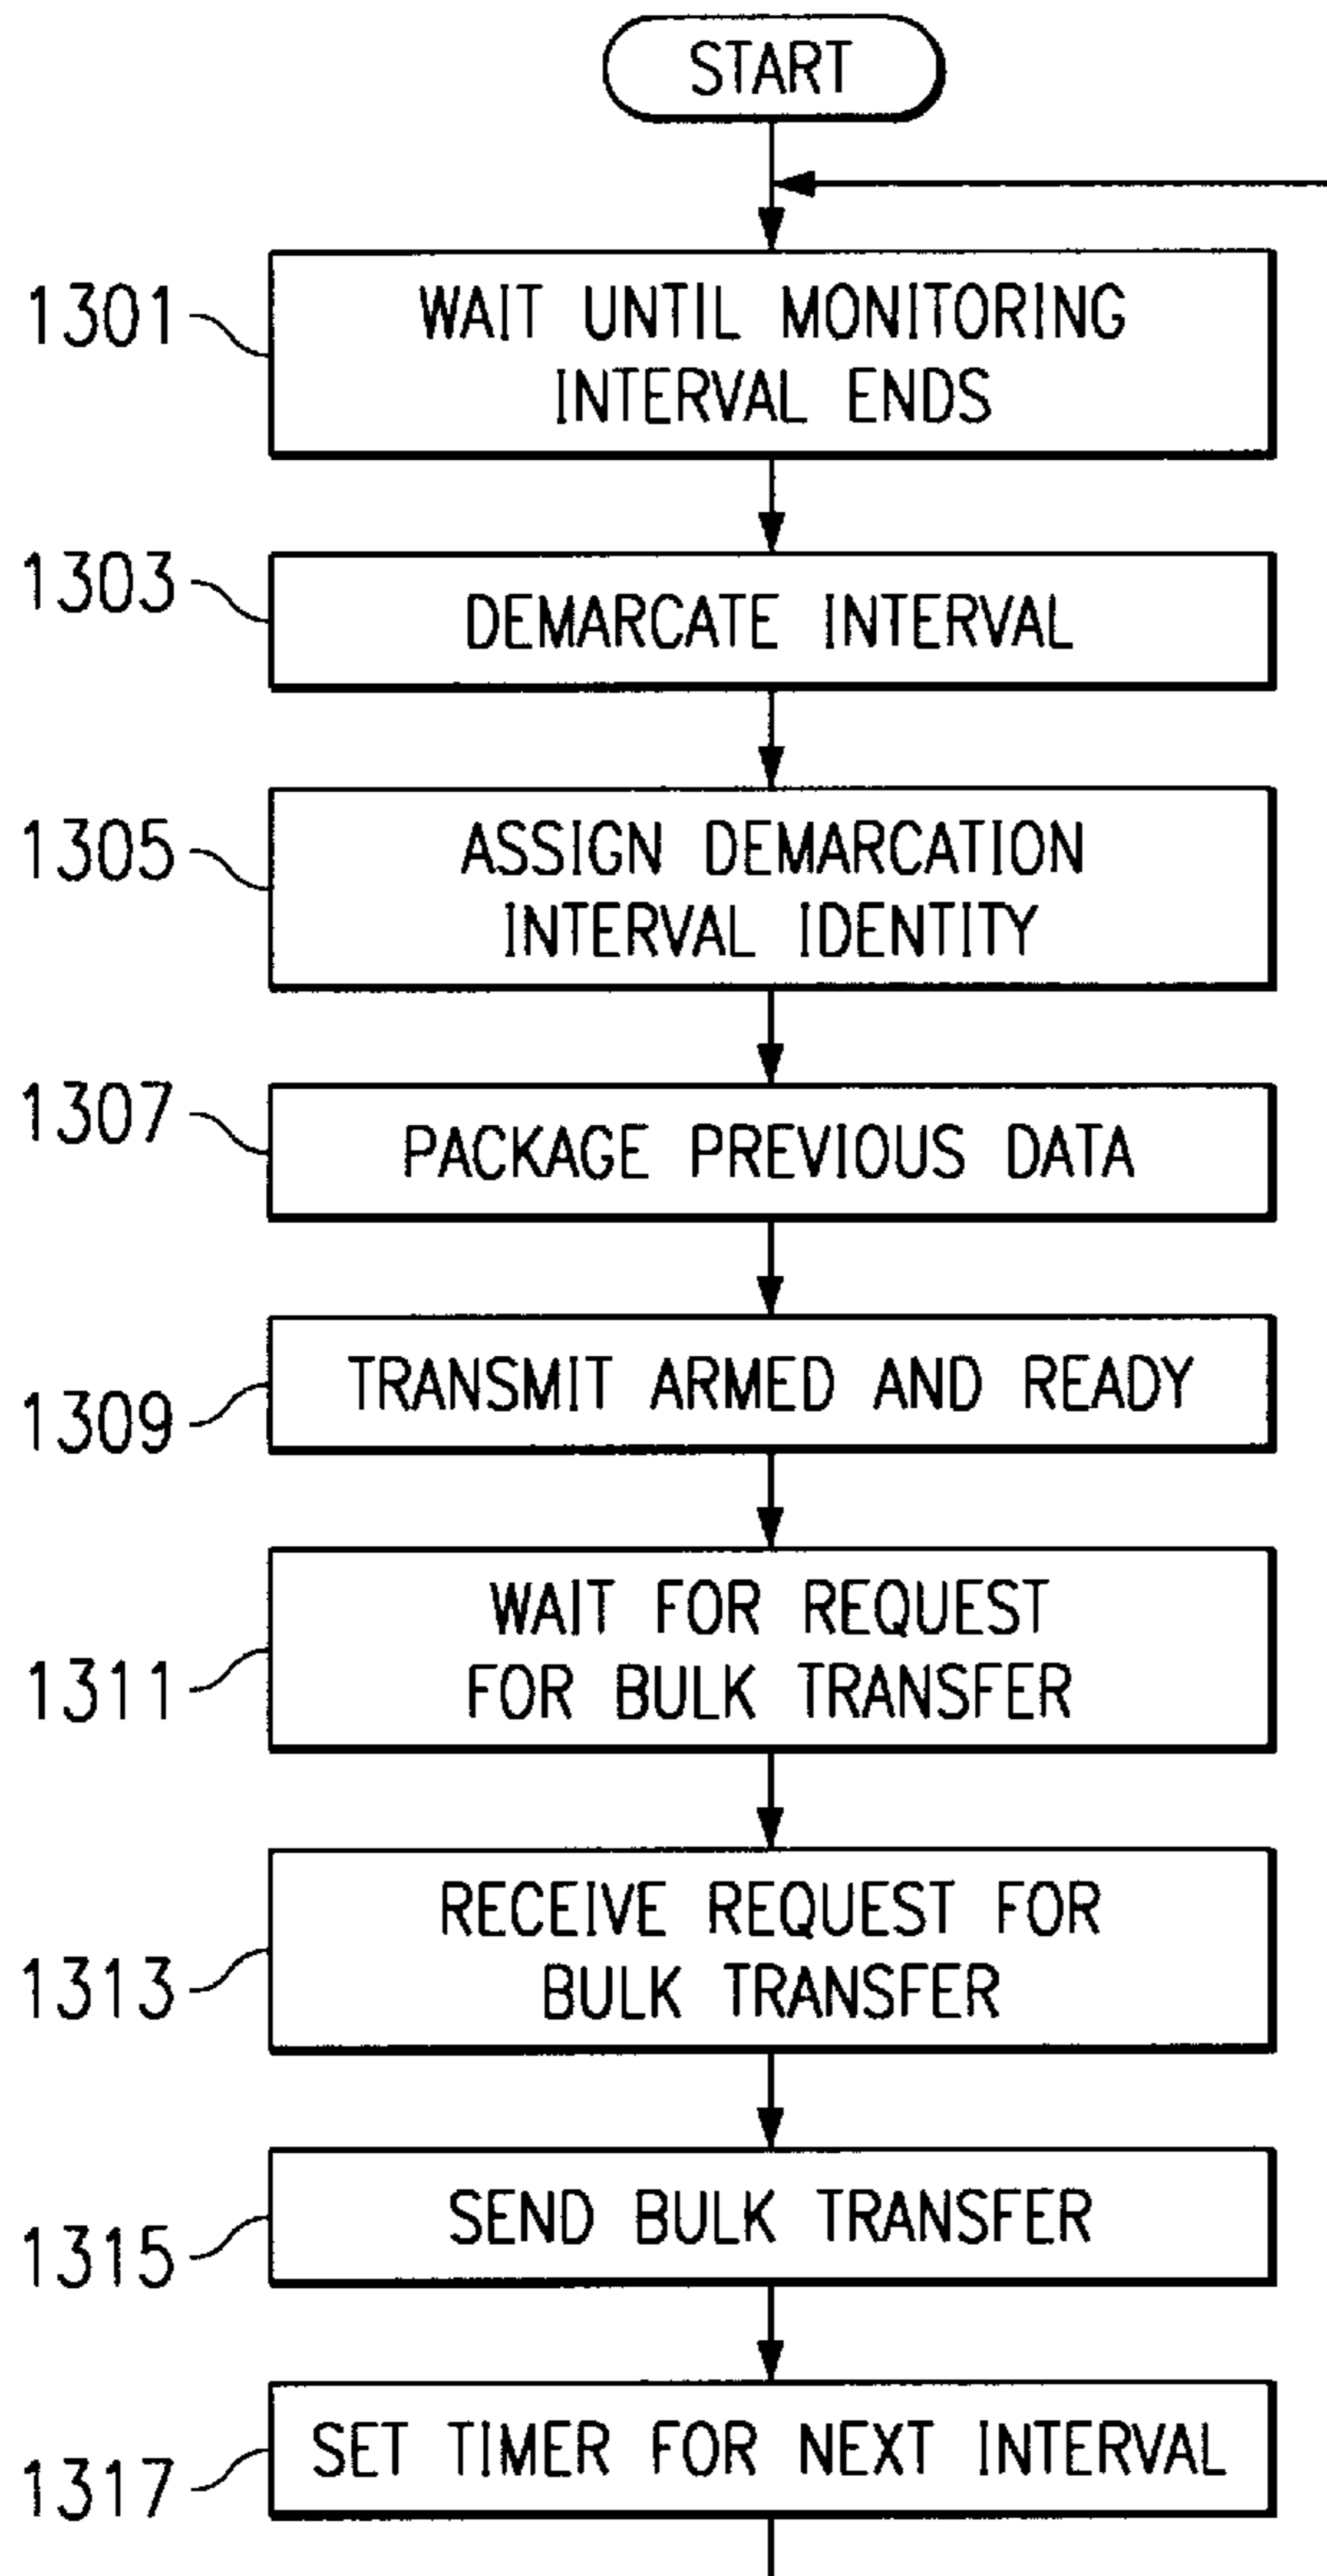 START
1301
WAIT UNTIL MONITORING
INTERVAL ENDS
1303
DEMARCATE INTERVAL
1305
ASSIGN DEMARCATION
INTERVAL IDENTITY
1307
PACKAGE PREVIOUS DATA
1309
TRANSMIT ARMED AND READY
1311
WAIT FOR REQUEST
FOR BULK TRANSFER
1313
RECEIVE REQUEST FOR
BULK TRANSFER
1315
SEND BULK TRANSFER
1317
SET TIMER FOR NEXT INTERVAL